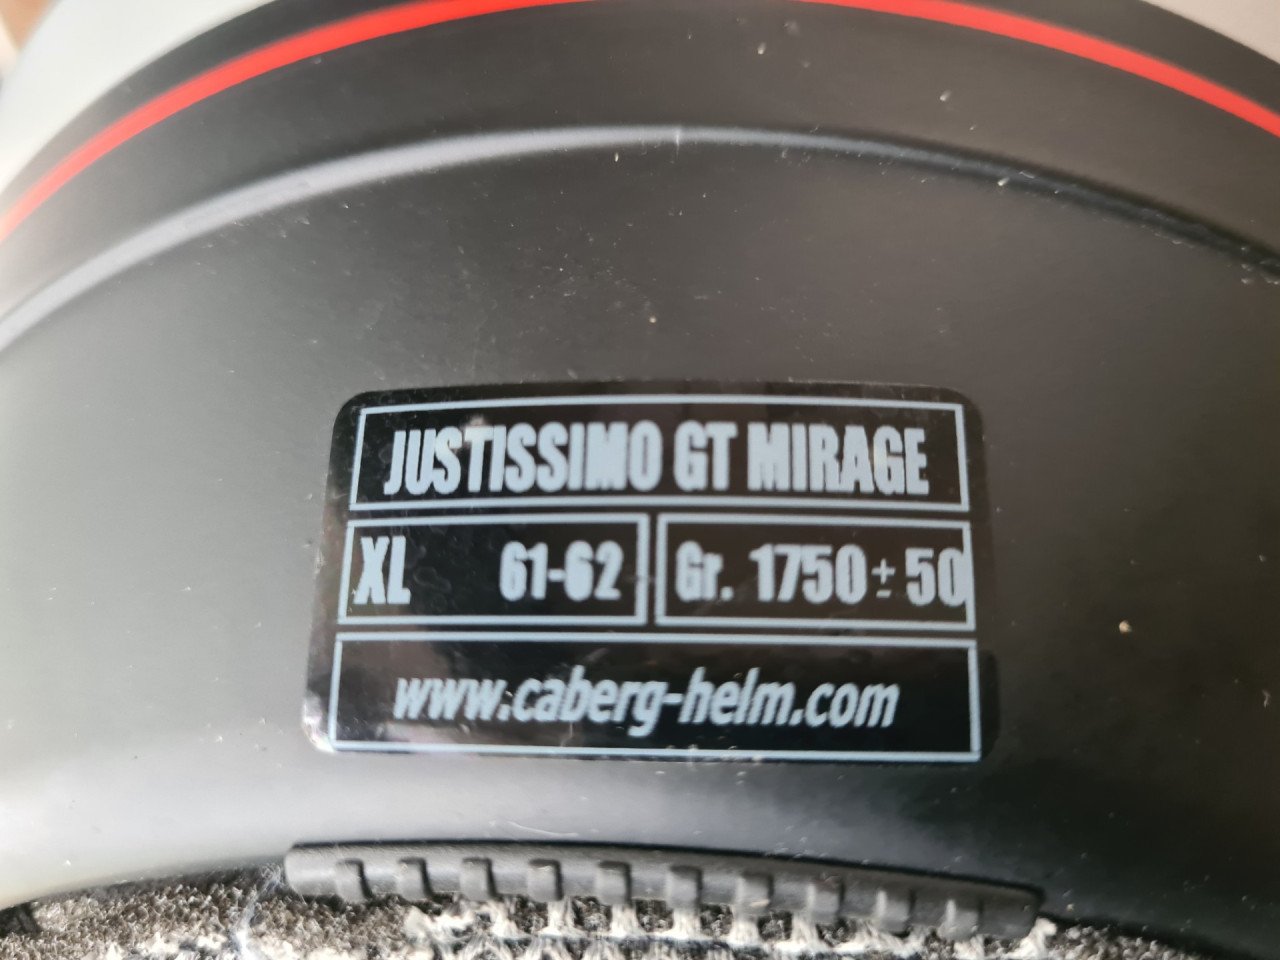 JUSTISSIMO GT MIRAGE
XL 61-62 Gr. 1750 ± 50
www.caberg-helm.com